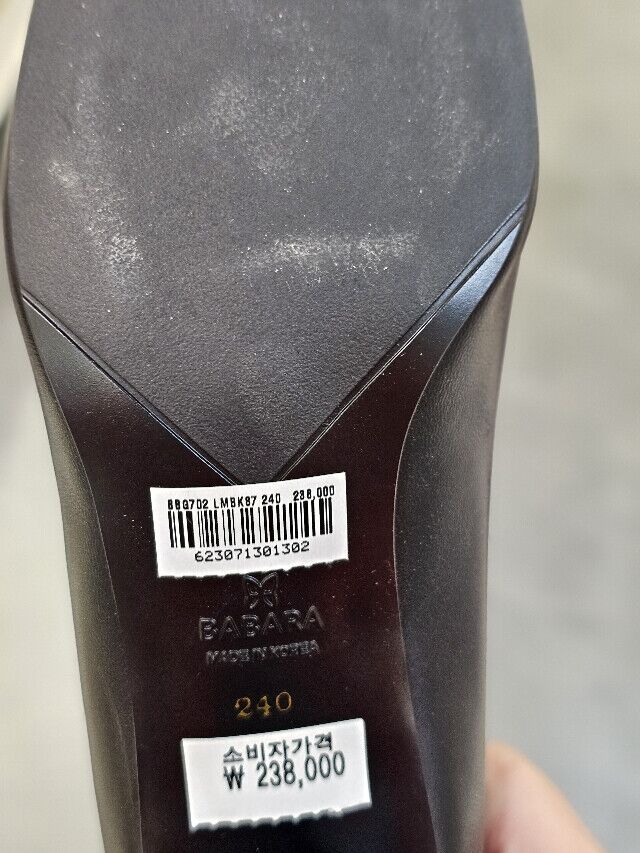 BBG702 LMBK87 240 238,000
623071301302
BABARA
MADE IN KOREA
240
소비자가격
₩ 238,000